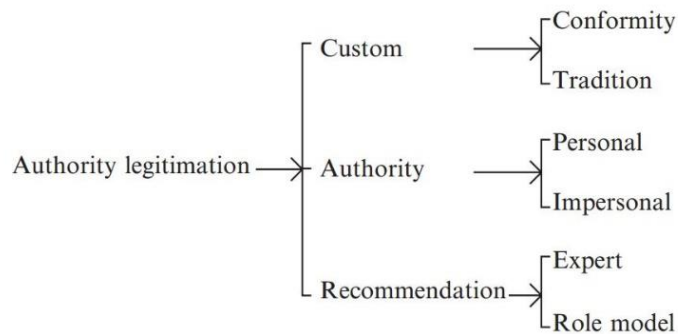 Conformity
Custom
Tradition
Personal
Authority legitimation
Authority
Impersonal
Expert
Recommendation
Role model